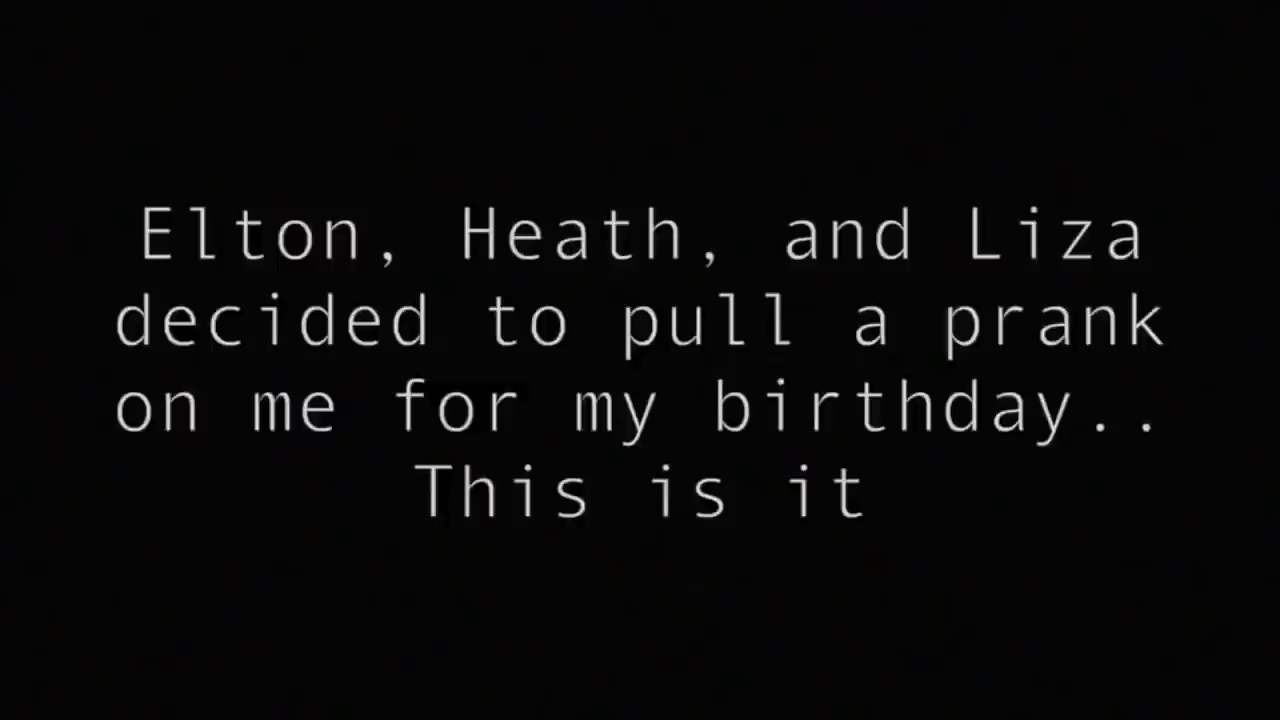 Elton, Heath, and Liza
decided to pull a prank
on me for my birthday..
This is it